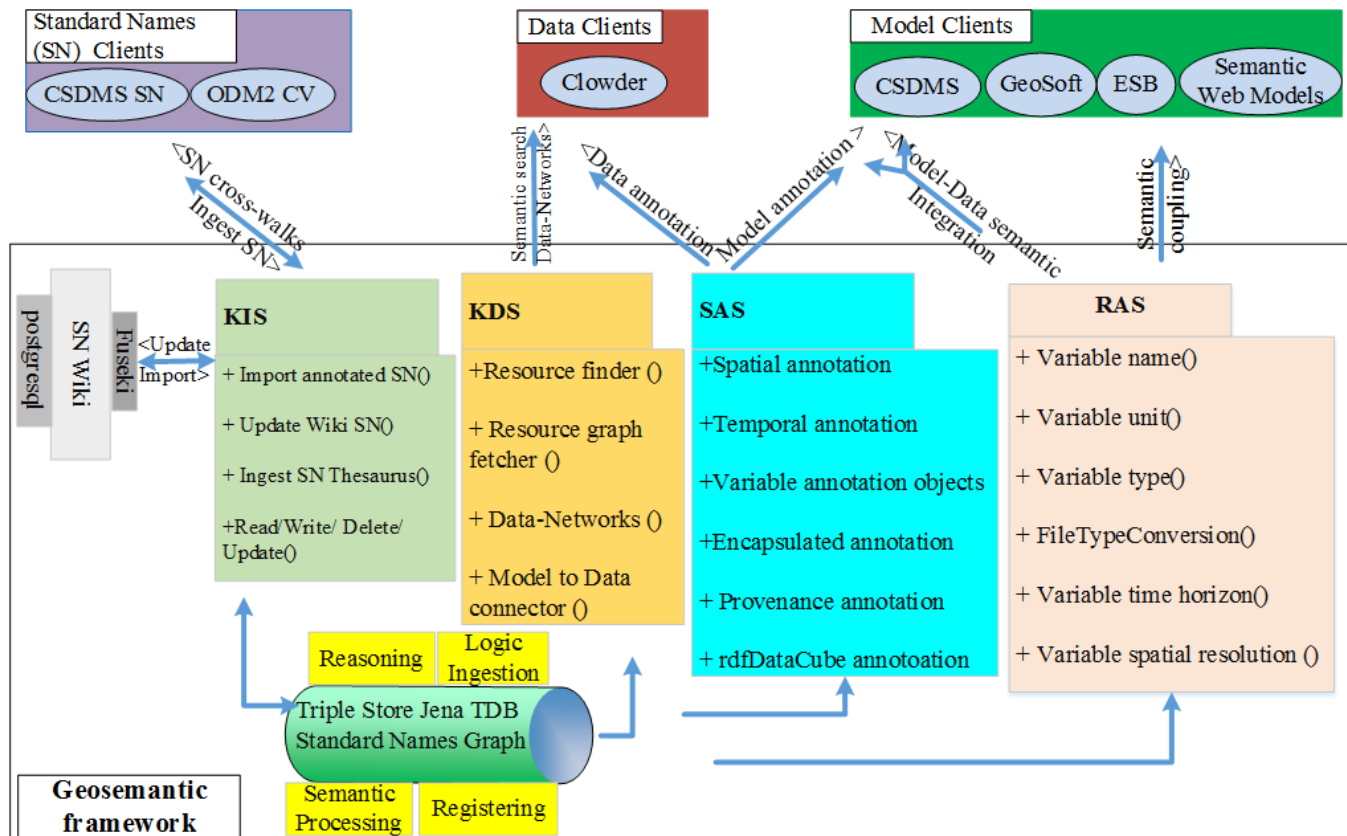 Standard Names
(SN) Clients
CSDMS SN
ODM2 CV
Data Clients
Clowder
Model Clients
CSDMS
GeoSoft
ESB
Semantic
Web Models
<SN cross-walks
Ingest SN>
Semantic search
Data-Networks>
<Data annotation
Model annotation>
<Model-Data semantic
Integration
Semantic
coupling>
postgresql
SN Wiki
Fuseki
<Update
Import>
KIS
+ Import annotated SN()
+ Update Wiki SN()
+ Ingest SN Thesaurus()
+Read/Write/ Delete/
Update()
KDS
+Resource finder ()
+ Resource graph
fetcher ()
+ Data-Networks ()
+ Model to Data
connector ()
SAS
+Spatial annotation
+Temporal annotation
+Variable annotation objects
+Encapsulated annotation
+ Provenance annotation
+ rdfDataCube annotoation
RAS
+ Variable name()
+ Variable unit()
+ Variable type()
+ FileTypeConversion()
+ Variable time horizon()
+ Variable spatial resolution ()
Reasoning
Logic
Ingestion
Triple Store Jena TDB
Standard Names Graph
Semantic
Processing
Registering
Geosemantic
framework